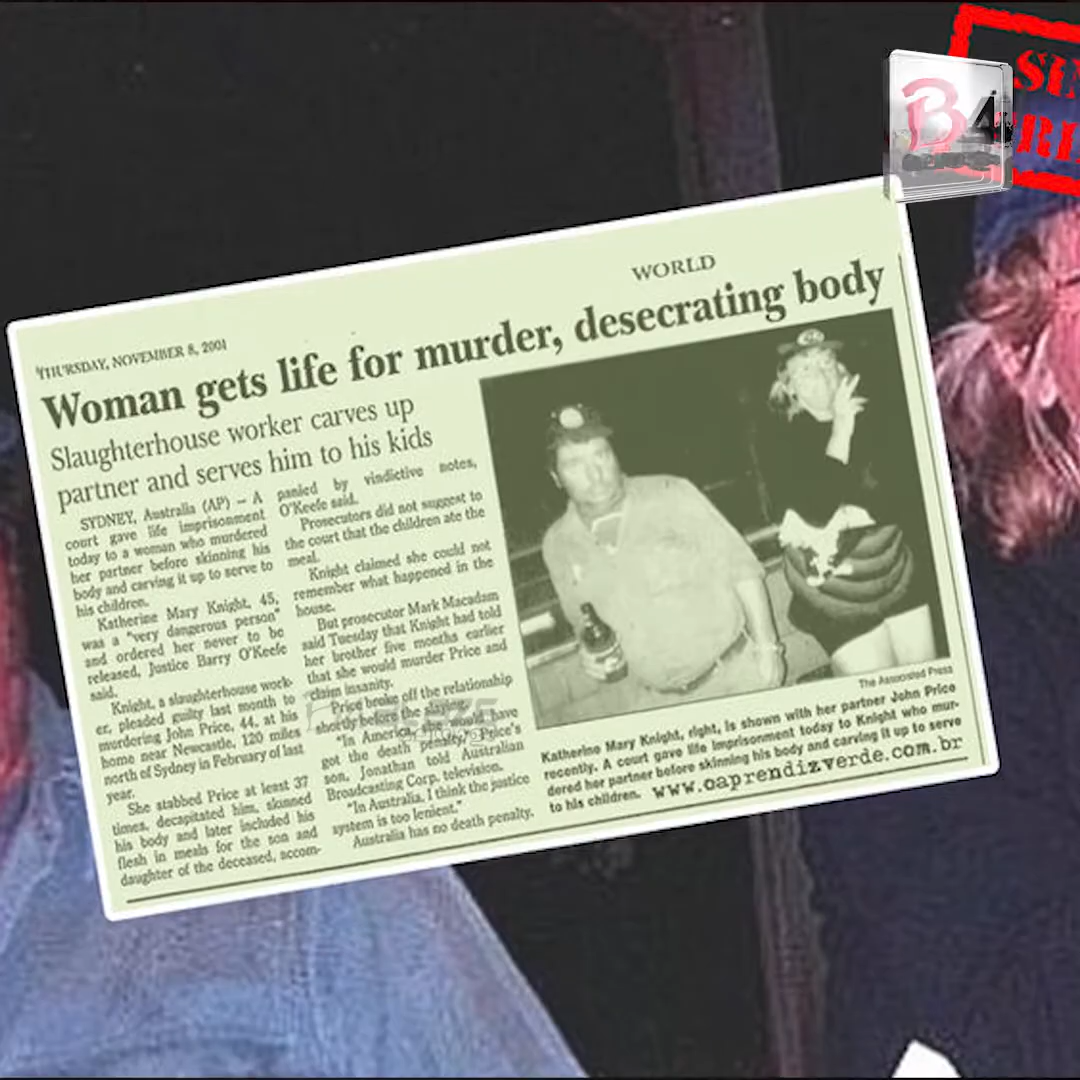 WORLD
THURSDAY, NOVEMBER 8, 2001
Woman gets life for murder, desecrating body
Slaughterhouse worker carves up
partner and serves him to his kids
SYDNEY, Australia (AP) – A
court gave life imprisonment
today to a woman who murdered
her partner before skinning his
body and carving it up to serve to
his children.
Katherine Mary Knight, 45,
was a "very dangerous person"
and ordered her never to be
released, Justice Barry O'Keefe
said.
Knight, a slaughterhouse work-
er, pleaded guilty last month to
murdering John Price, 44, at his
home near Newcastle, 120 miles
north of Sydney in February of last
year.
She stabbed Price at least 37
times, decapitated him, skinned
his body and later included his
flesh in meals for the son and
daughter of the deceased, accom-
panied by vindictive notes,
O'Keefe said.
Prosecutors did not suggest to
the court that the children ate the
meal.
Knight claimed she could not
remember what happened in the
house.
But prosecutor Mark Macadam
said Tuesday that Knight had told
her brother five months earlier
that she would murder Price and
claim insanity.
Price broke off the relationship
shortly before the slaying.
"In America, you'd have
got the death penalty," Price's
son, Jonathan told Australian
Broadcasting Corp. television.
"In Australia, I think the justice
system is too lenient."
Australia has no death penalty.
The Associated Press
Katherine Mary Knight, right, is shown with her partner John Price
recently. A court gave life imprisonment today to Knight who mur-
dered her partner before skinning his body and carving it up to serve
to his children. www.oaprendizverde.com.br
B4